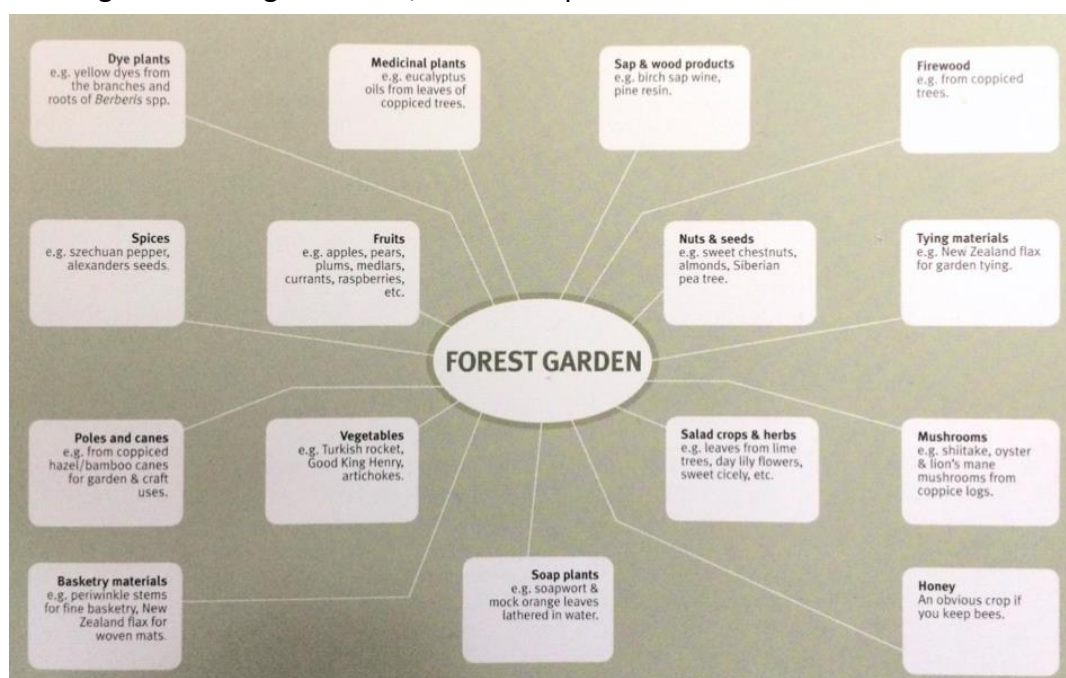 Dye plants
e.g. yellow dyes from
the branches and
roots of Berberis spp.
Medicinal plants
e.g. eucalyptus
oils from leaves of
coppiced trees.
Sap & wood products
e.g. birch sap wine,
pine resin.
Firewood
e.g. from coppiced
trees.
Spices
e.g. szechuan pepper,
alexanders seeds.
Fruits
e.g. apples, pears,
plums, medlars,
currants, raspberries,
etc.
Nuts & seeds
e.g. sweet chestnuts,
almonds, Siberian
pea tree.
Tying materials
e.g. New Zealand flax
for garden tying.
FOREST GARDEN
Poles and canes
e.g. from coppiced
hazel/bamboo canes
for garden & craft
uses.
Vegetables
e.g. Turkish rocket,
Good King Henry,
artichokes.
Salad crops & herbs
e.g. leaves from lime
trees, day lily flowers,
sweet cicely, etc.
Mushrooms
e.g. shiitake, oyster
& lion's mane
mushrooms from
coppice logs.
Basketry materials
e.g. periwinkle stems
for fine basketry, New
Zealand flax for
woven mats.
Soap plants
e.g. soapwort &
mock orange leaves
lathered in water.
Honey
An obvious crop if
you keep bees.